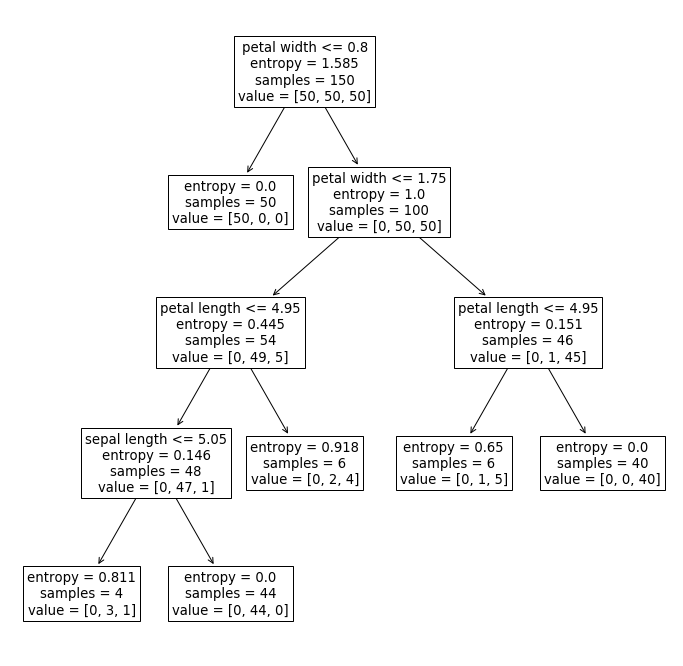 petal width <= 0.8
entropy = 1.585
samples = 150
value = [50, 50, 50]
entropy = 0.0
samples = 50
value = [50, 0, 0]
petal width <= 1.75
entropy = 1.0
samples = 100
value = [0, 50, 50]
petal length <= 4.95
entropy = 0.445
samples = 54
value = [0, 49, 5]
petal length <= 4.95
entropy = 0.151
samples = 46
value = [0, 1, 45]
sepal length <= 5.05
entropy = 0.146
samples = 48
value = [0, 47, 1]
entropy = 0.918
samples = 6
value = [0, 2, 4]
entropy = 0.65
samples = 6
value = [0, 1, 5]
entropy = 0.0
samples = 40
value = [0, 0, 40]
entropy = 0.811
samples = 4
value = [0, 3, 1]
entropy = 0.0
samples = 44
value = [0, 44, 0]